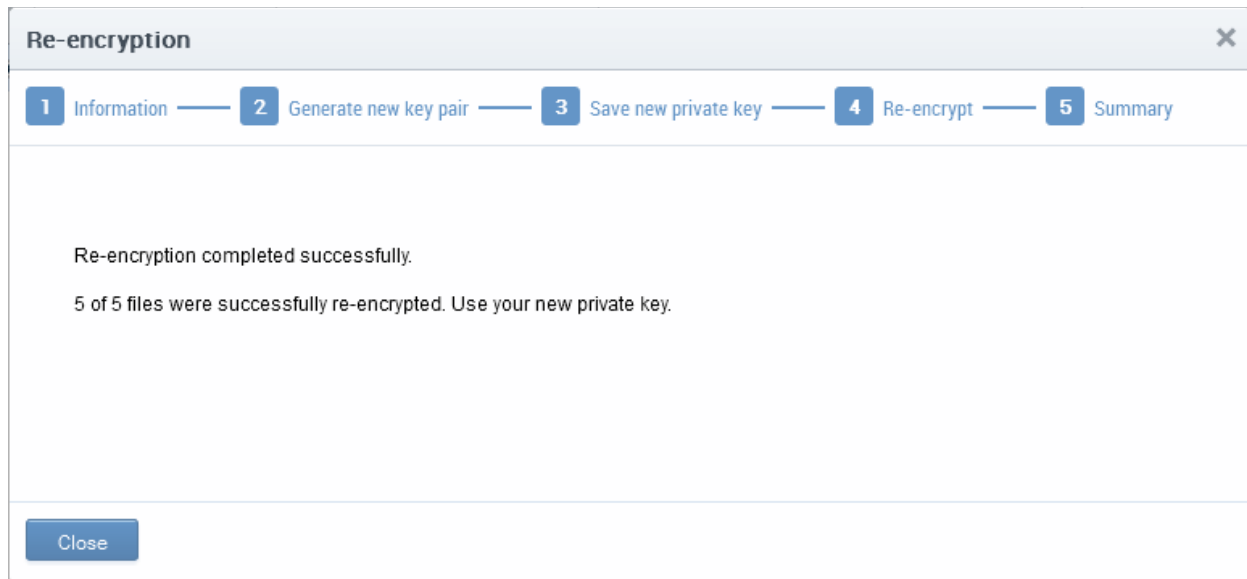 Re-encryption
1 Information 2 Generate new key pair 3 Save new private key 4 Re-encrypt 5 Summary
Re-encryption completed successfully.
5 of 5 files were successfully re-encrypted. Use your new private key.
Close